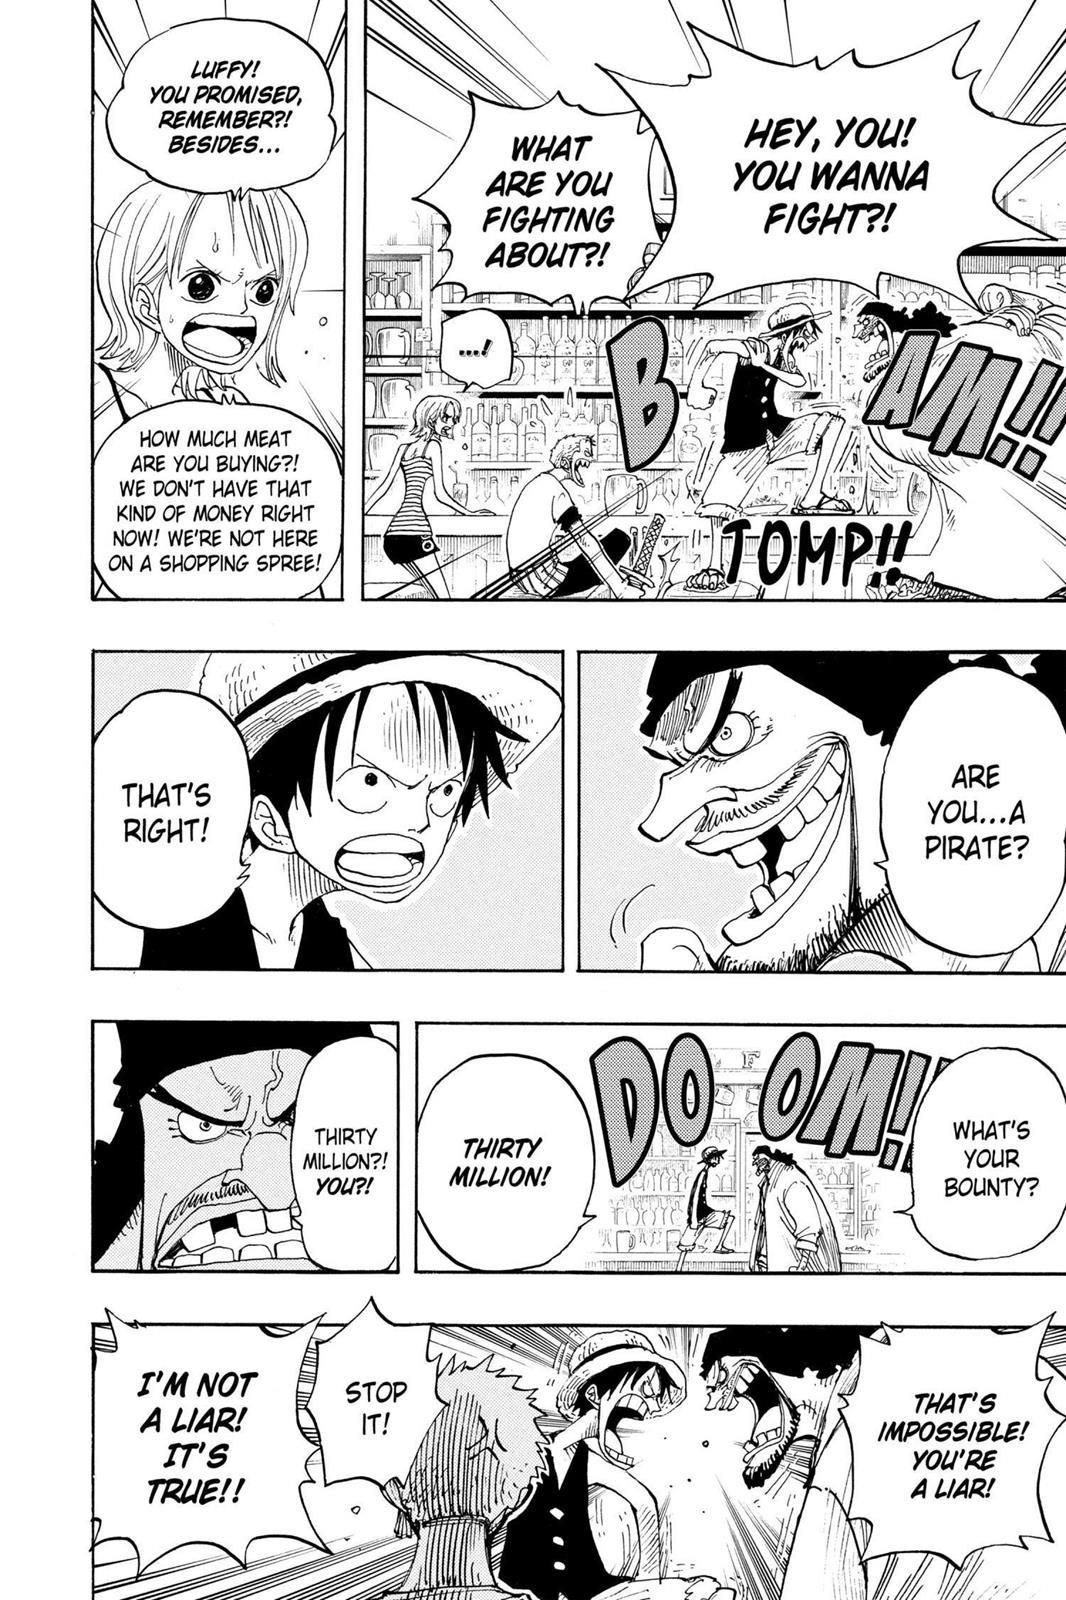 HEY, YOU!
YOU WANNA
FIGHT?!
WHAT
ARE YOU
FIGHTING
ABOUT?!
....!
BAM!!
TOMP!!
LUFFY!
YOU PROMISED,
REMEMBER?!
BESIDES...
HOW MUCH MEAT
ARE YOU BUYING?!
WE DON'T HAVE THAT
KIND OF MONEY RIGHT
NOW! WE'RE NOT HERE
ON A SHOPPING SPREE!
ARE
YOU...A
PIRATE?
THAT'S
RIGHT!
WHAT'S
YOUR
BOUNTY?
DOOM!!
THIRTY
MILLION!
THIRTY
MILLION?!
YOU?!
THAT'S
IMPOSSIBLE!
YOU'RE
A LIAR!
STOP
IT!
I'M NOT
A LIAR!
IT'S
TRUE!!